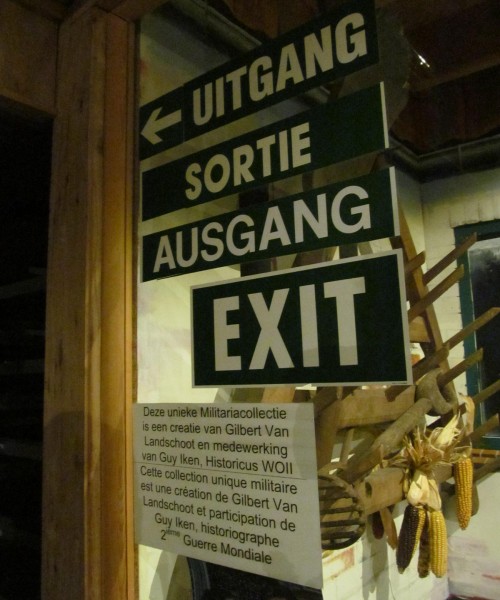 ← UITGANG
SORTIE
AUSGANG
EXIT
Deze unieke Militariacollectie
is een creatie van Gilbert Van
Landschoot en medewerking
van Guy Iken, Historicus WOII
Cette collection unique militaire
est une création de Gilbert Van
Landschoot et participation de
Guy Iken, historiographe
2ième Guerre Mondiale